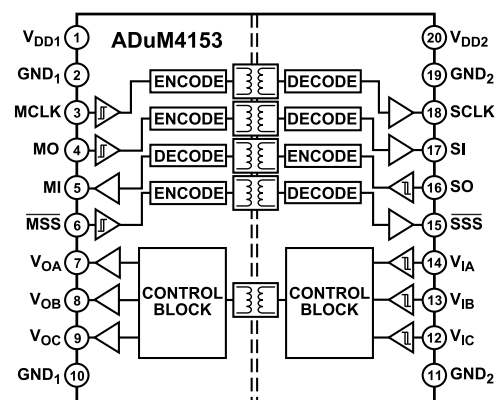 ADuM4153
VDD1 1
20 VDD2
GND1 2
19 GND2
MCLK 3
ENCODE
DECODE
18 SCLK
MO 4
ENCODE
DECODE
17 SI
MI 5
DECODE
ENCODE
16 SO
MSS 6
ENCODE
DECODE
15 SSS
VOA 7
14 VIA
VOB 8
CONTROL
BLOCK
CONTROL
BLOCK
13 VIB
VOC 9
12 VIC
GND1 10
11 GND2